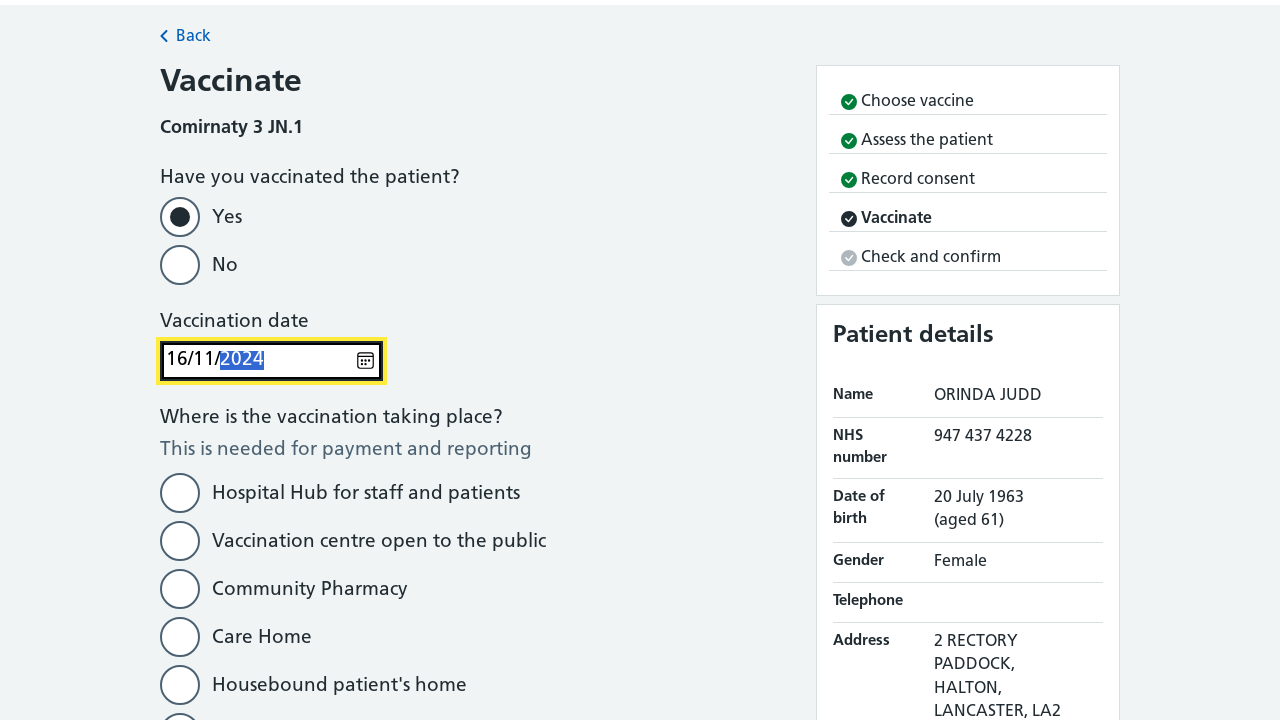 Back
Vaccinate
Comirnaty 3 JN.1
Have you vaccinated the patient?
Yes
No
Vaccination date
16/11/2024
Where is the vaccination taking place?
This is needed for payment and reporting
Hospital Hub for staff and patients
Vaccination centre open to the public
Community Pharmacy
Care Home
Housebound patient's home
Choose vaccine
Assess the patient
Record consent
Vaccinate
Check and confirm
Patient details
Name ORINDA JUDD
NHS number 947 437 4228
Date of birth 20 July 1963
(aged 61)
Gender Female
Telephone
Address 2 RECTORY
PADDOCK,
HALTON,
LANCASTER, LA2